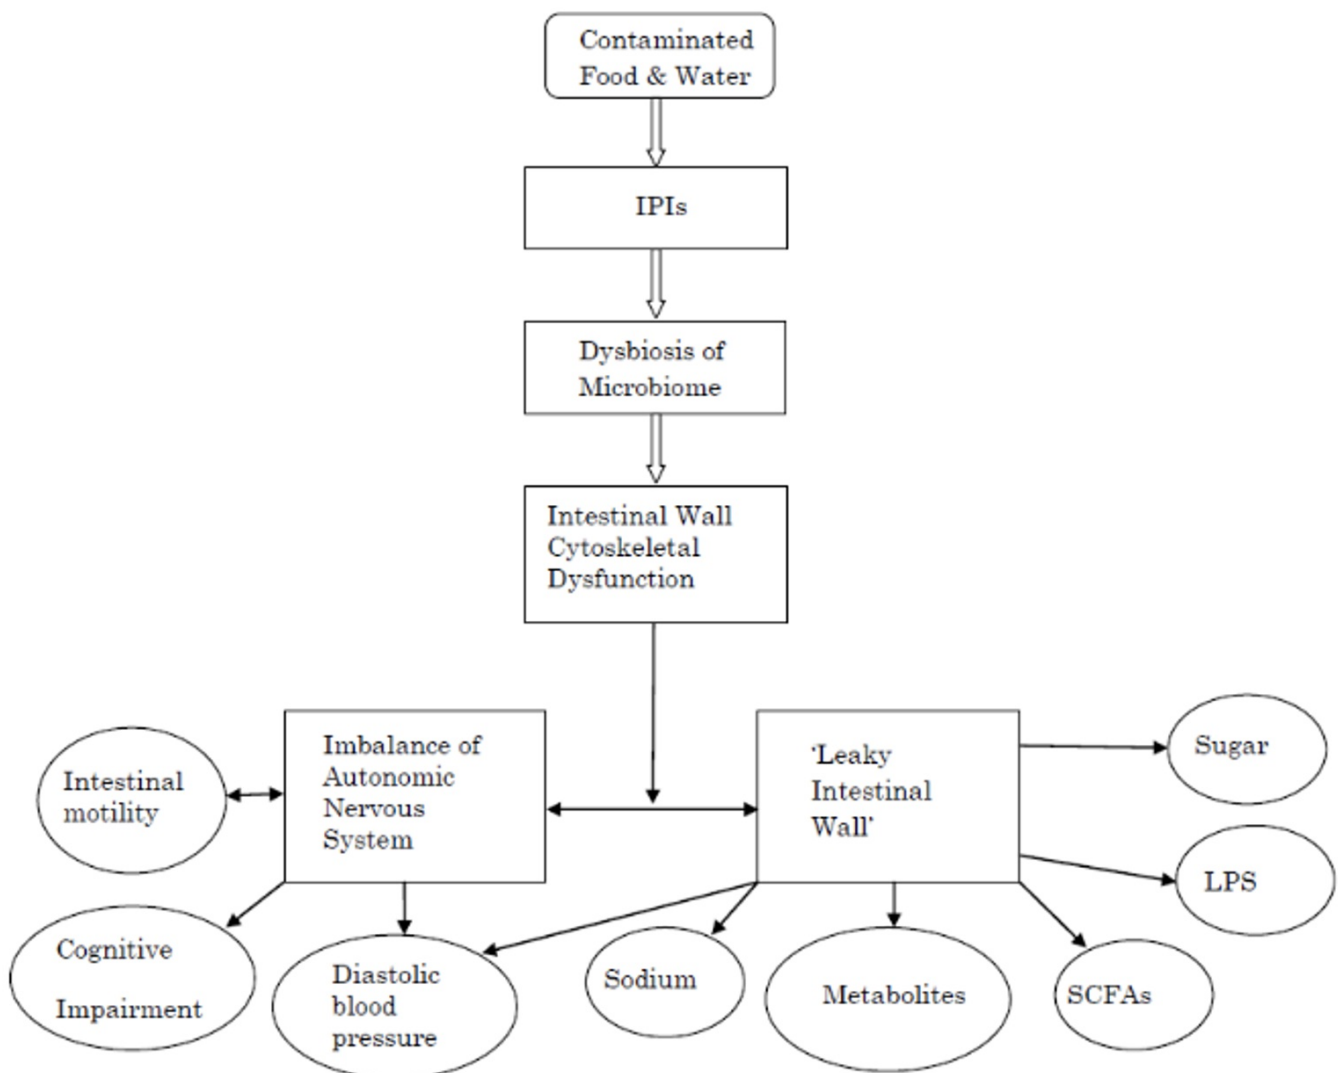 Contaminated
Food & Water
IPIs
Dysbiosis of
Microbiome
Intestinal Wall
Cytoskeletal
Dysfunction
Intestinal
motility
Imbalance of
Autonomic
Nervous
System
'Leaky
Intestinal
Wall'
Sugar
LPS
Cognitive
Impairment
Diastolic
blood
pressure
Sodium
Metabolites
SCFAs